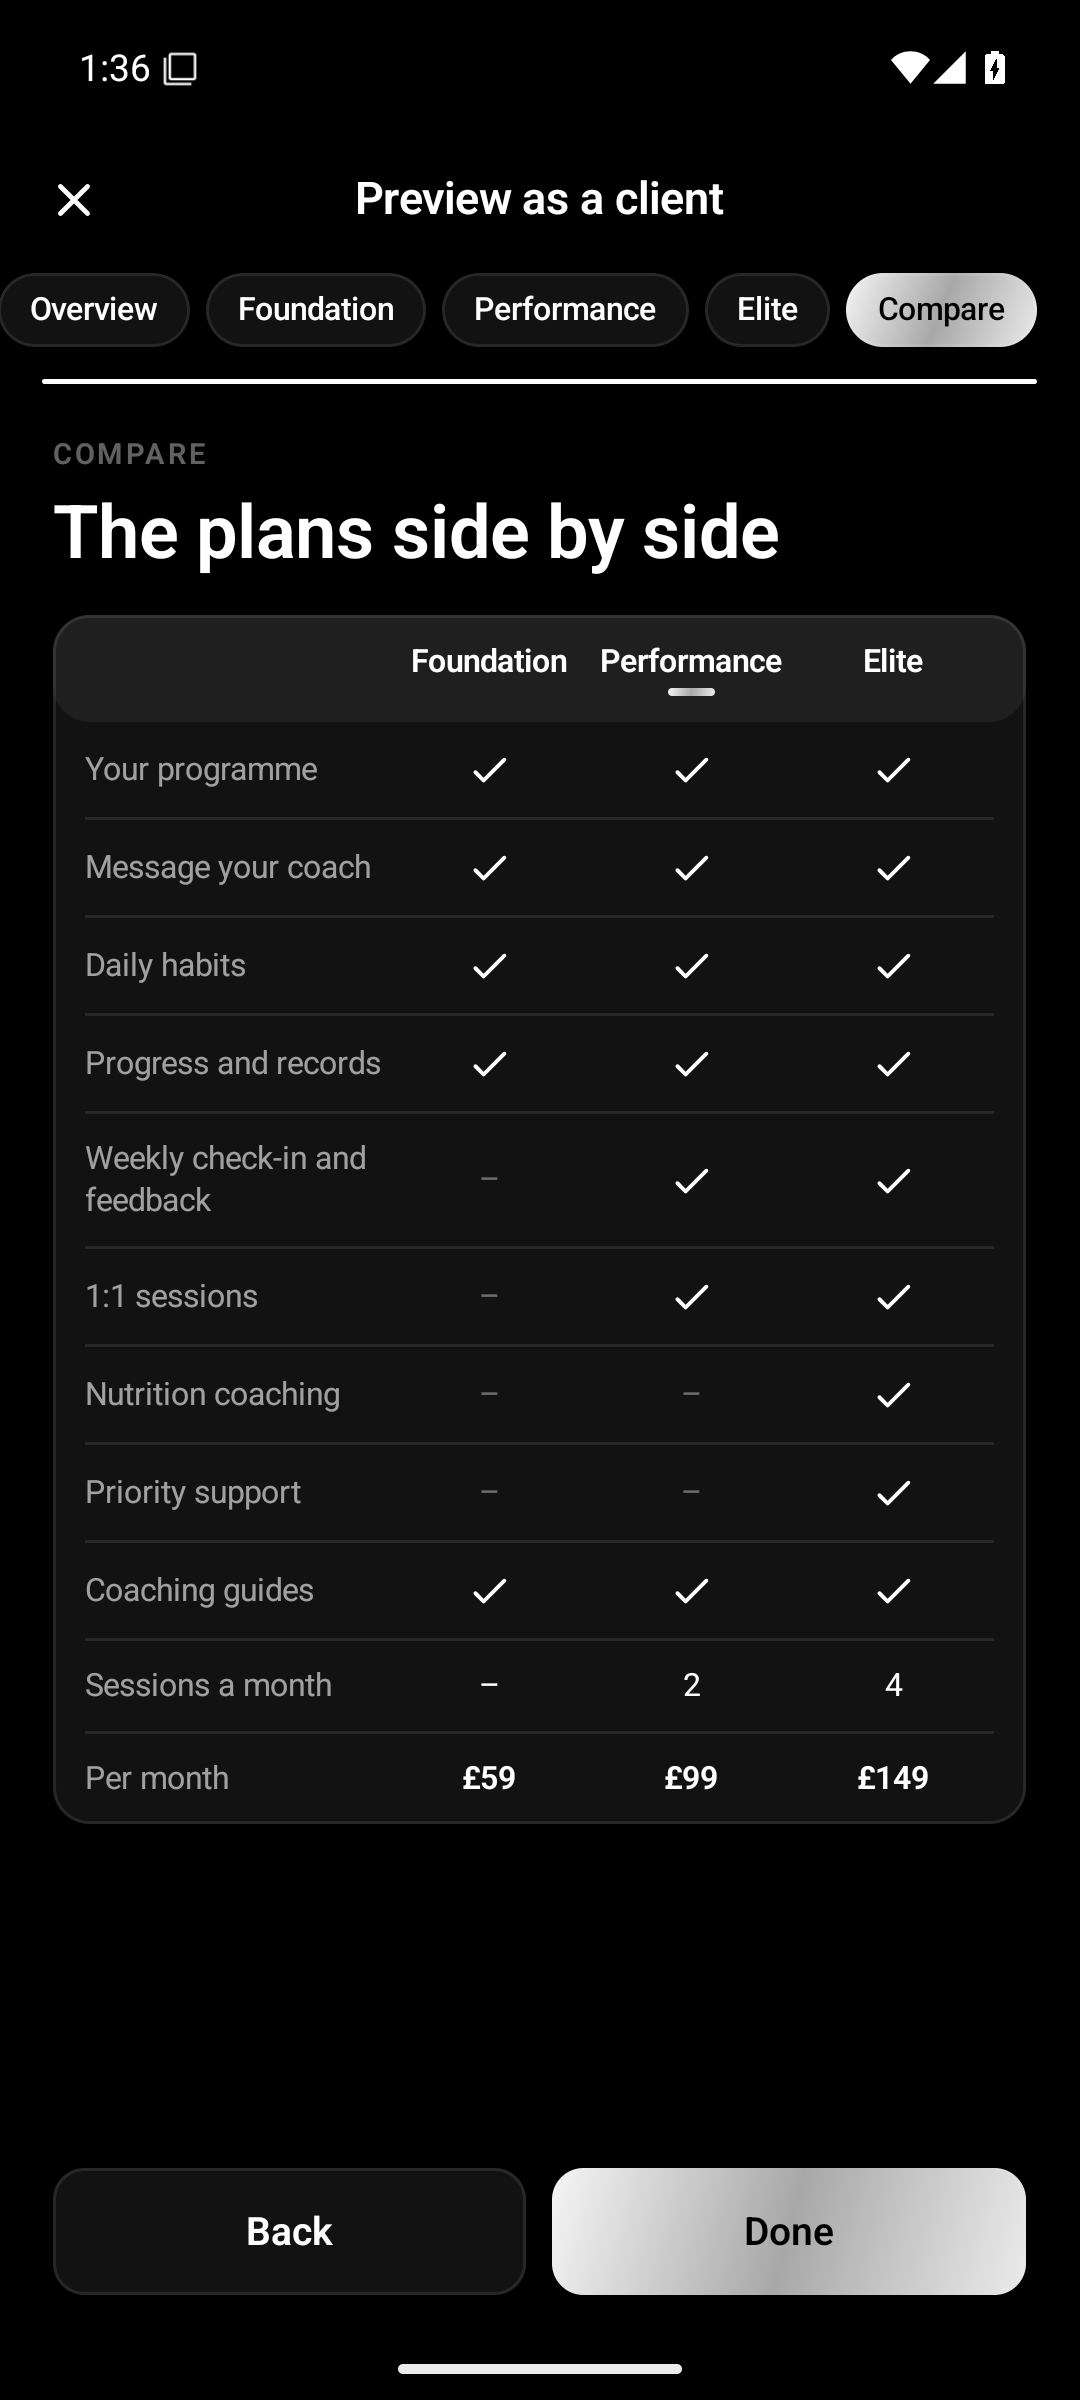 1:36
Preview as a client
Overview Foundation Performance Elite Compare
COMPARE
The plans side by side
Foundation Performance Elite
Your programme
Message your coach
Daily habits
Progress and records
Weekly check-in and
feedback
–
1:1 sessions –
Nutrition coaching – –
Priority support – –
Coaching guides
Sessions a month – 2 4
Per month £59 £99 £149
Back Done